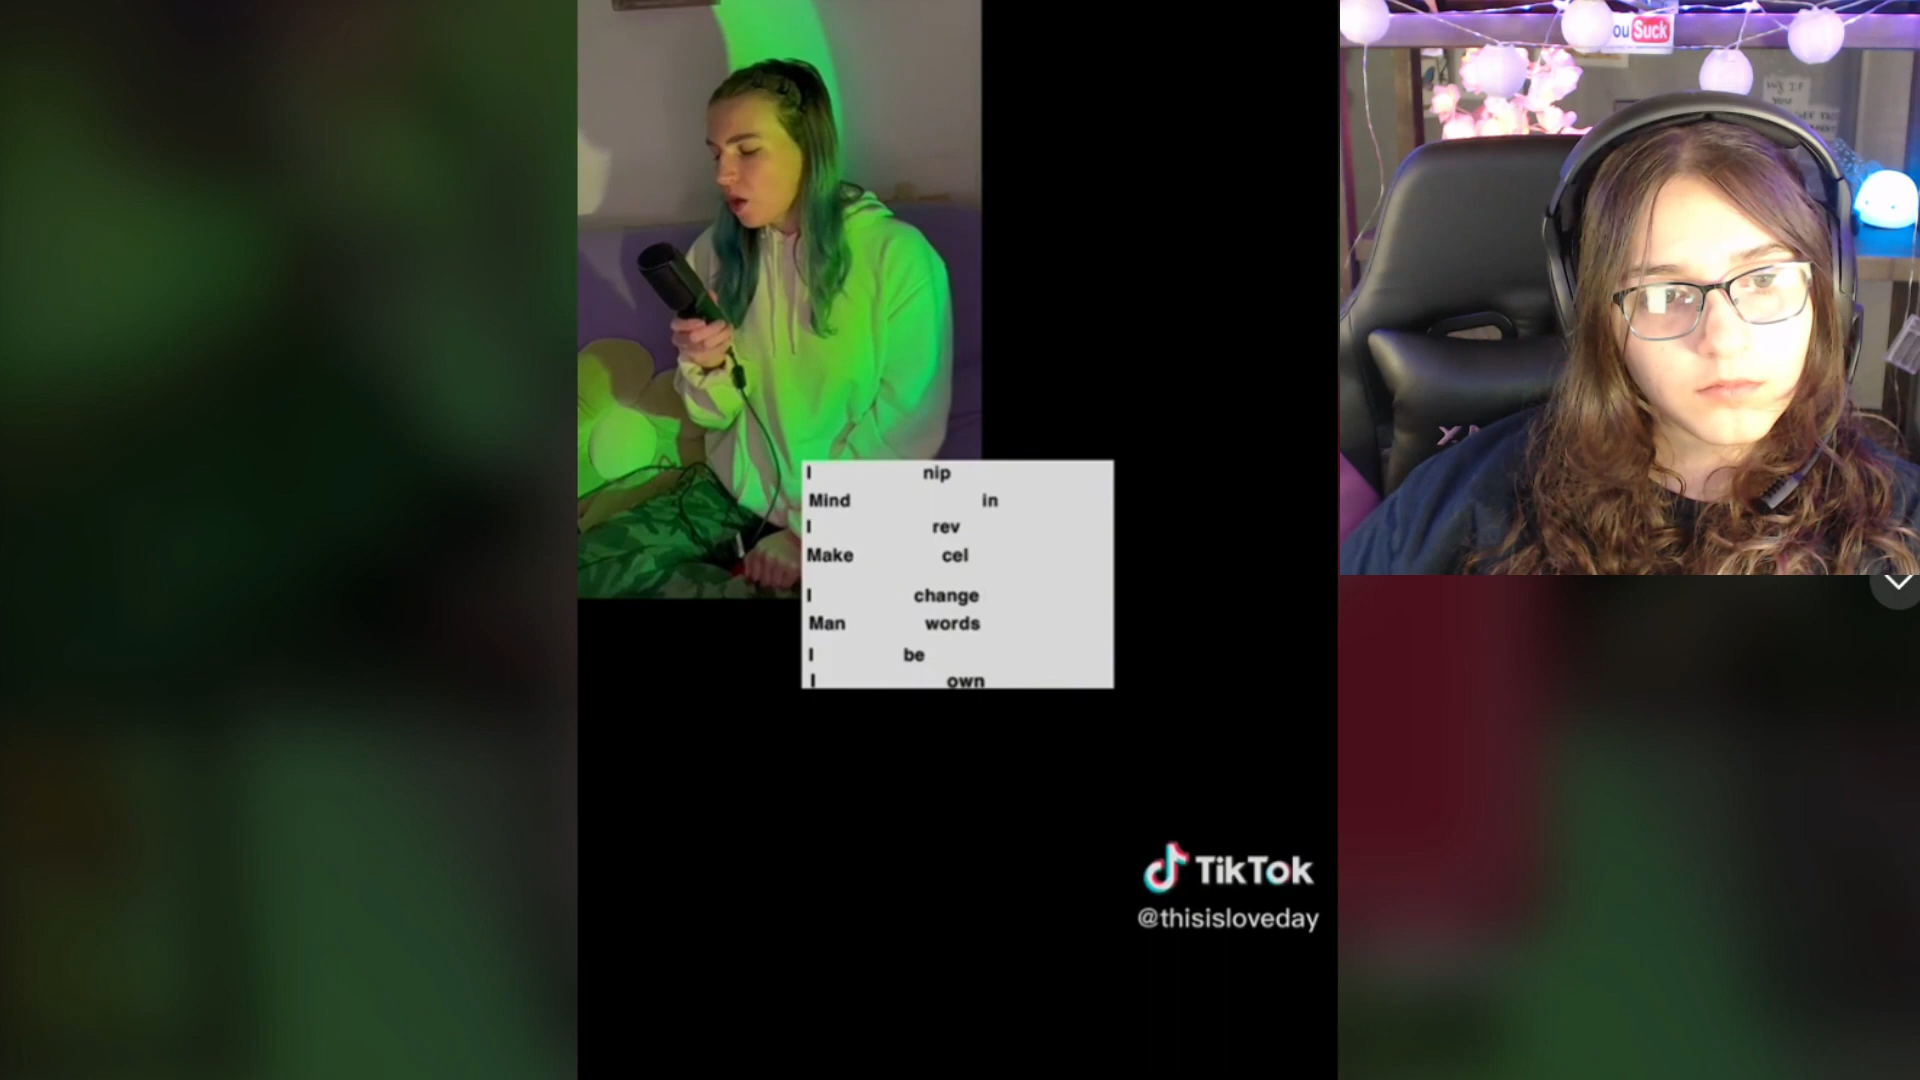 ou Suck
I nip
Mind in
I rev
Make cel
I change
Man words
I be
I own
TikTok
@thisisloveday